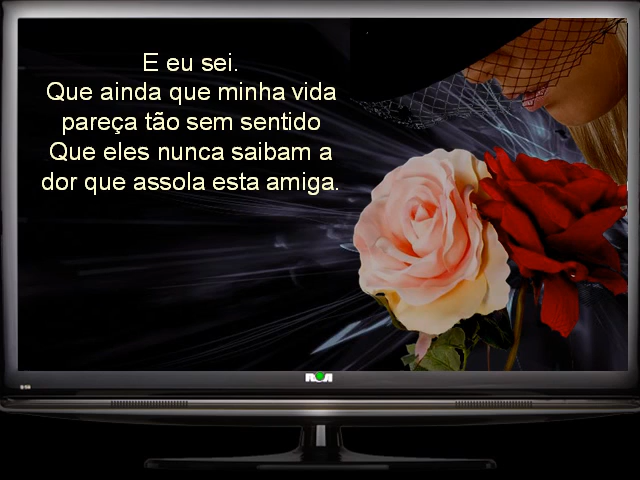 E eu sei.
Que ainda que minha vida
pareça tão sem sentido
Que eles nunca saibam a
dor que assola esta amiga.